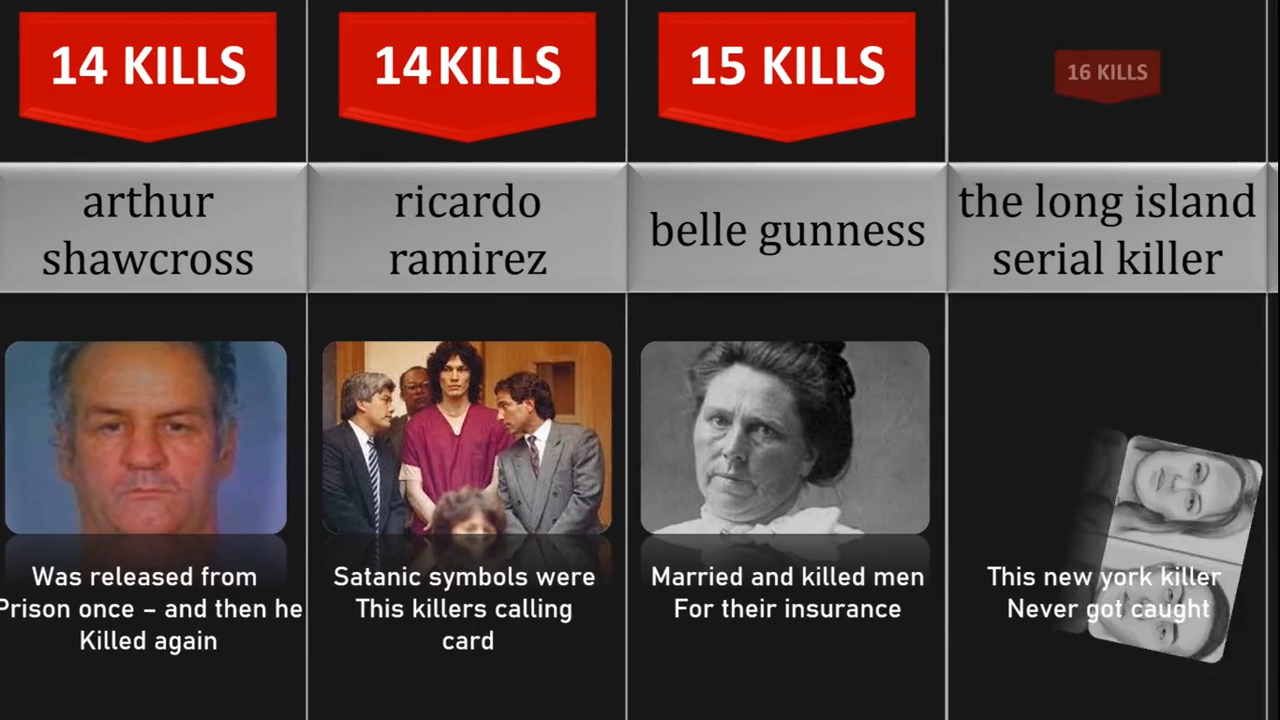 14 KILLS
14 KILLS
15 KILLS
16 KILLS
arthur
shawcross
ricardo
ramirez
belle gunness
the long island
serial killer
Was released from
Prison once – and then he
Killed again
Satanic symbols were
This killers calling
card
Married and killed men
For their insurance
This new york killer
Never got caught